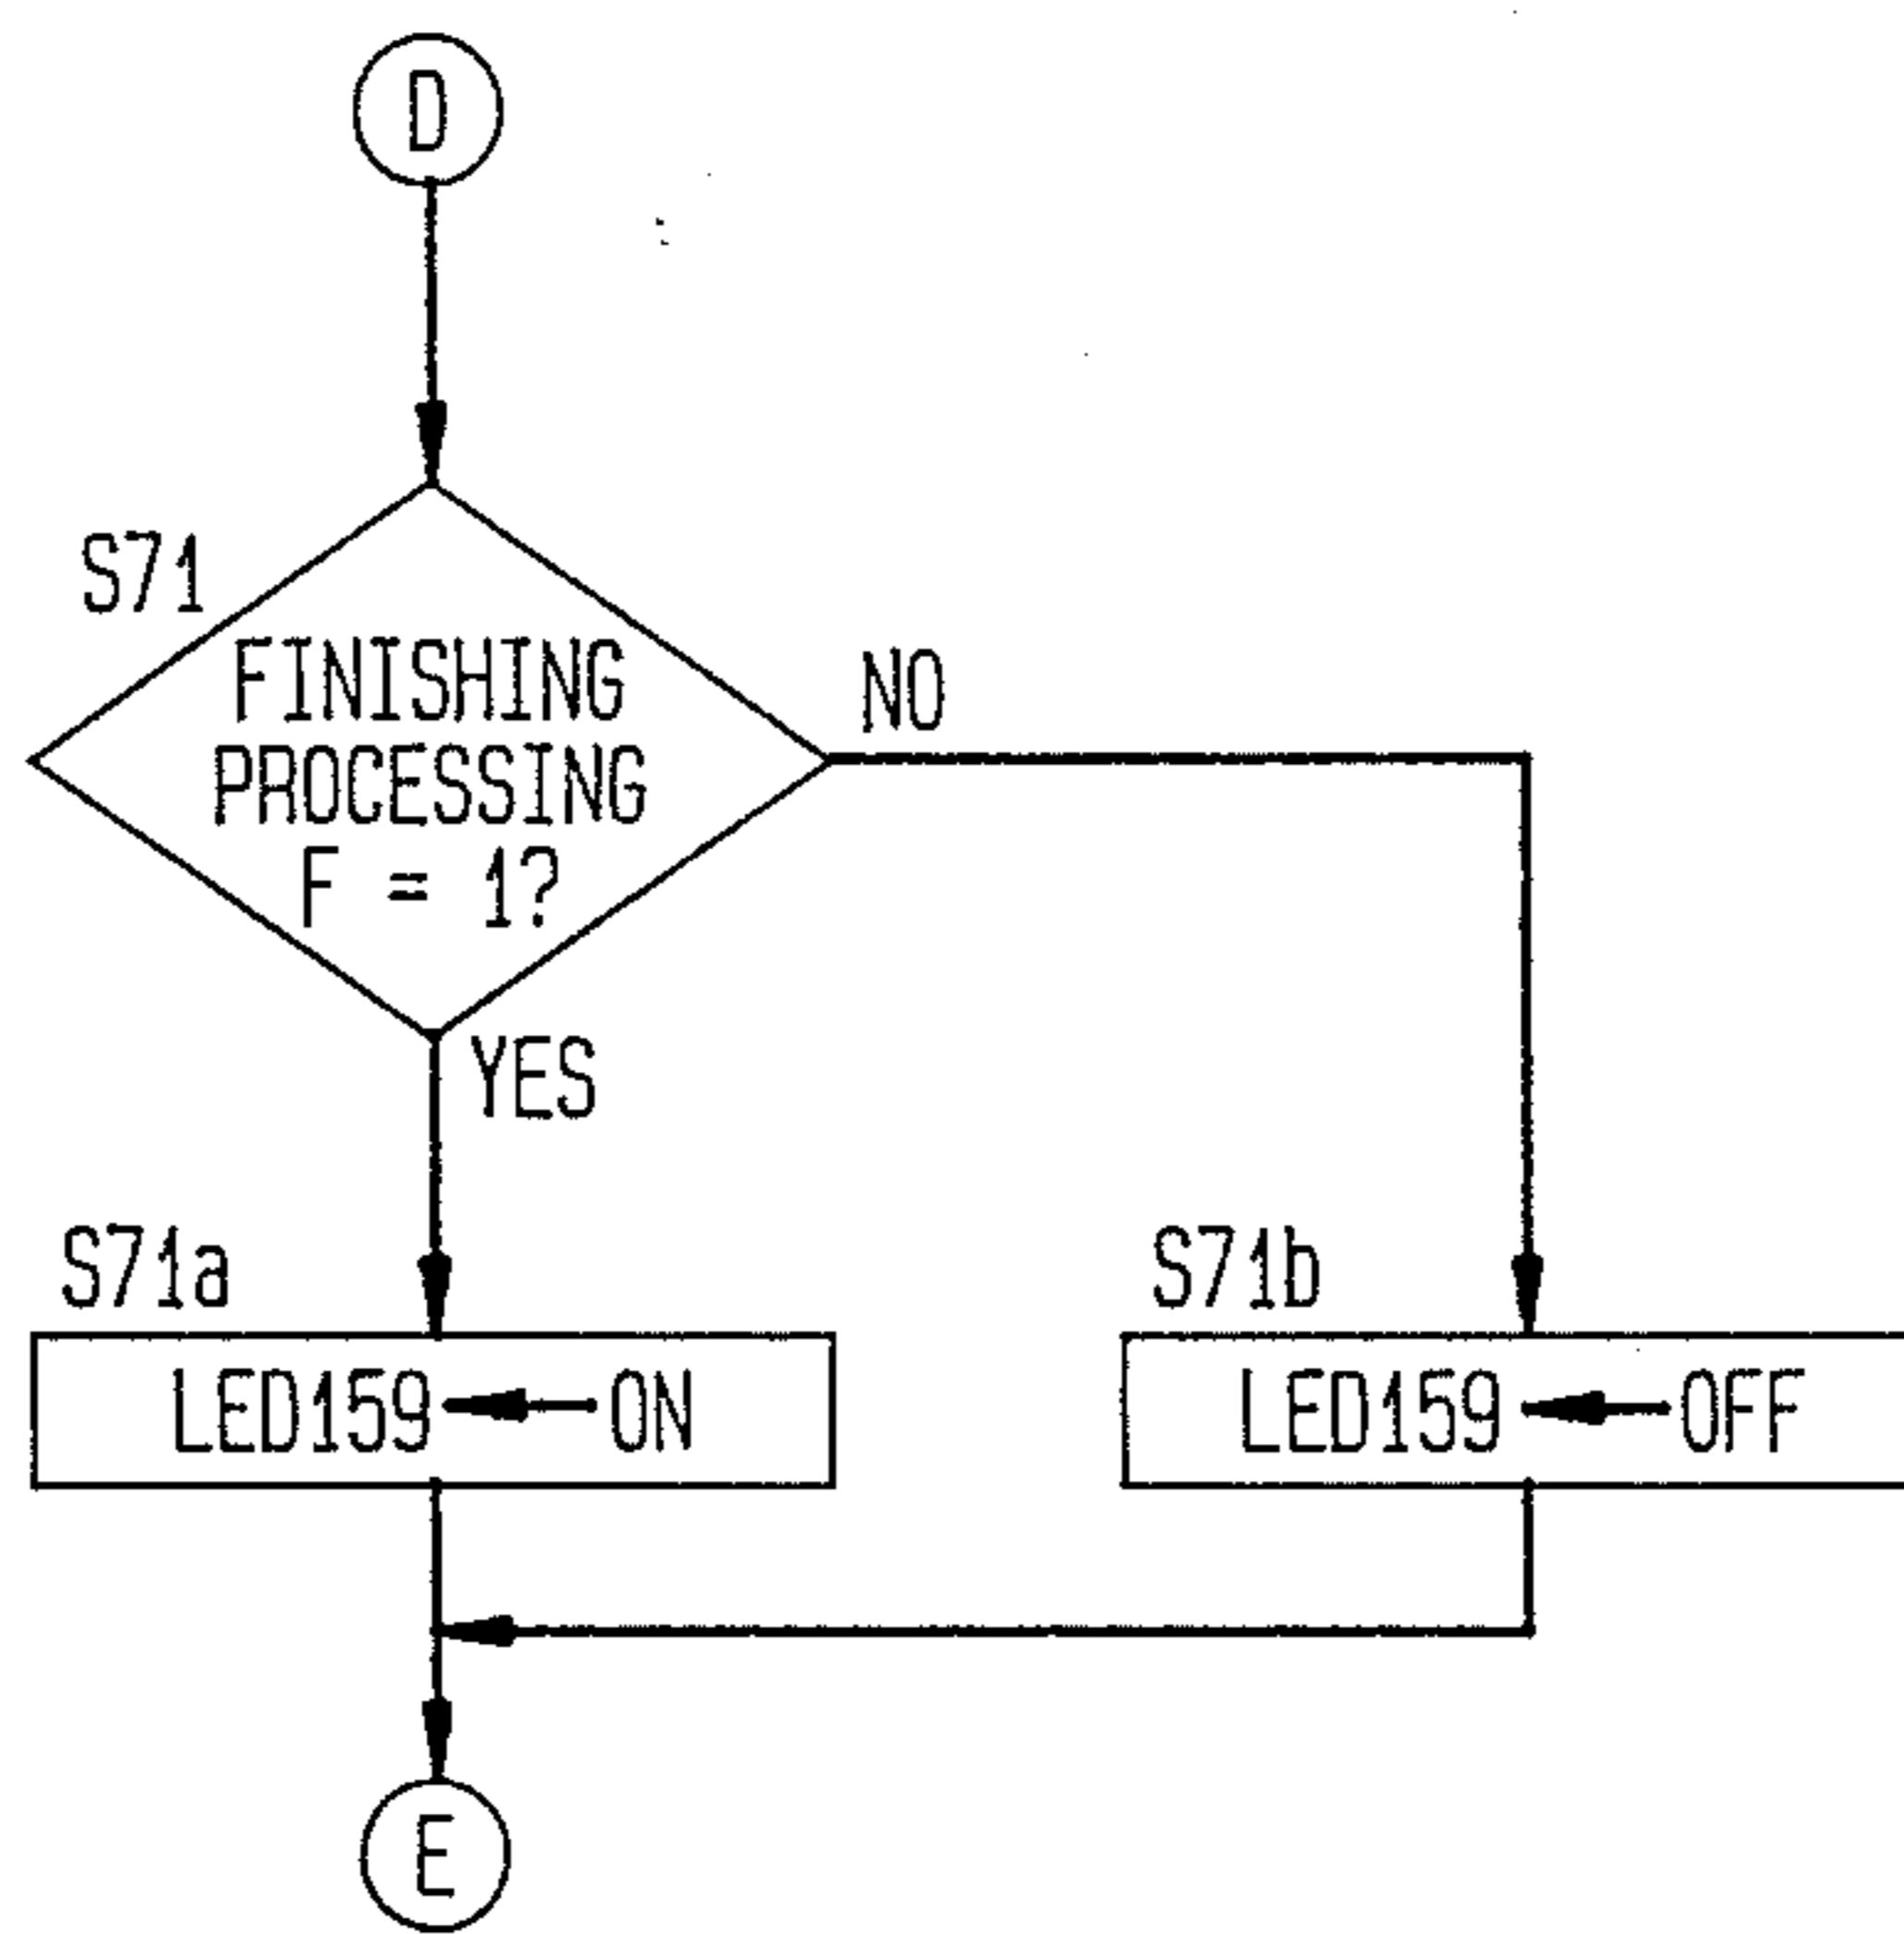 D
S71
FINISHING
PROCESSING
F = 1?
NO
YES
S71a
LED159 ← ON
S71b
LED159 ← OFF
E